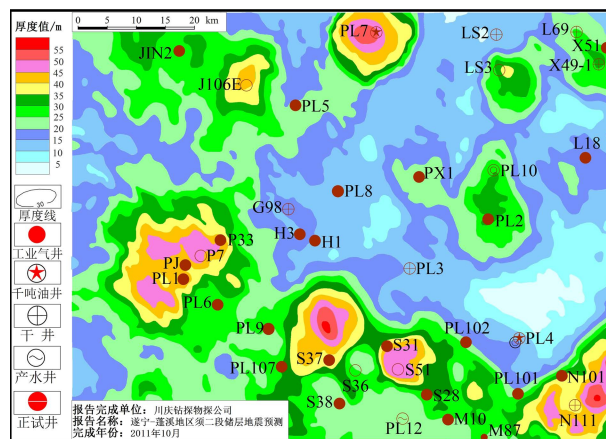 厚度值/m
55
50
45
40
35
30
25
20
15
10
5
30
厚度线
工业气井
千吨油井
干 井
产水井
正试井
0 5 10 20 km
PL7
LS2
L69
X51
JIN2
LS3
X49-1
J106E
PL5
L18
PX1
PL10
PL8
G98
PL2
H3
H1
P33
P7
PJ
PL1
PL3
PL6
PL9
PL102
PL4
S31
S37
PL107
S36
S51
N101
PL101
S28
S38
N111
PL12
M10
M87
报告完成单位：川庆钻探物探公司
报告名称：遂宁-蓬溪地区须二段储层地震预测
完成年份：2011年10月